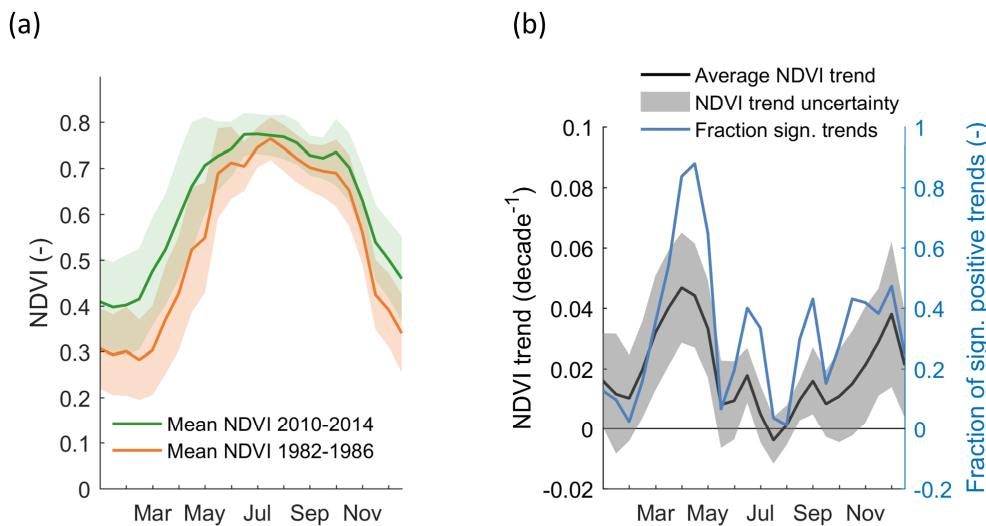 (a)
(b)
0.8
0.7
0.6
0.5
0.4
0.3
0.2
0.1
0
NDVI (-)
Mean NDVI 2010-2014
Mean NDVI 1982-1986
Mar May Jul Sep Nov
Average NDVI trend
NDVI trend uncertainty
Fraction sign. trends
0.1
0.08
0.06
0.04
0.02
0
-0.02
NDVI trend (decade⁻¹)
1
0.8
0.6
0.4
0.2
0
-0.2
Fraction of sign. positive trends (-)
Mar May Jul Sep Nov